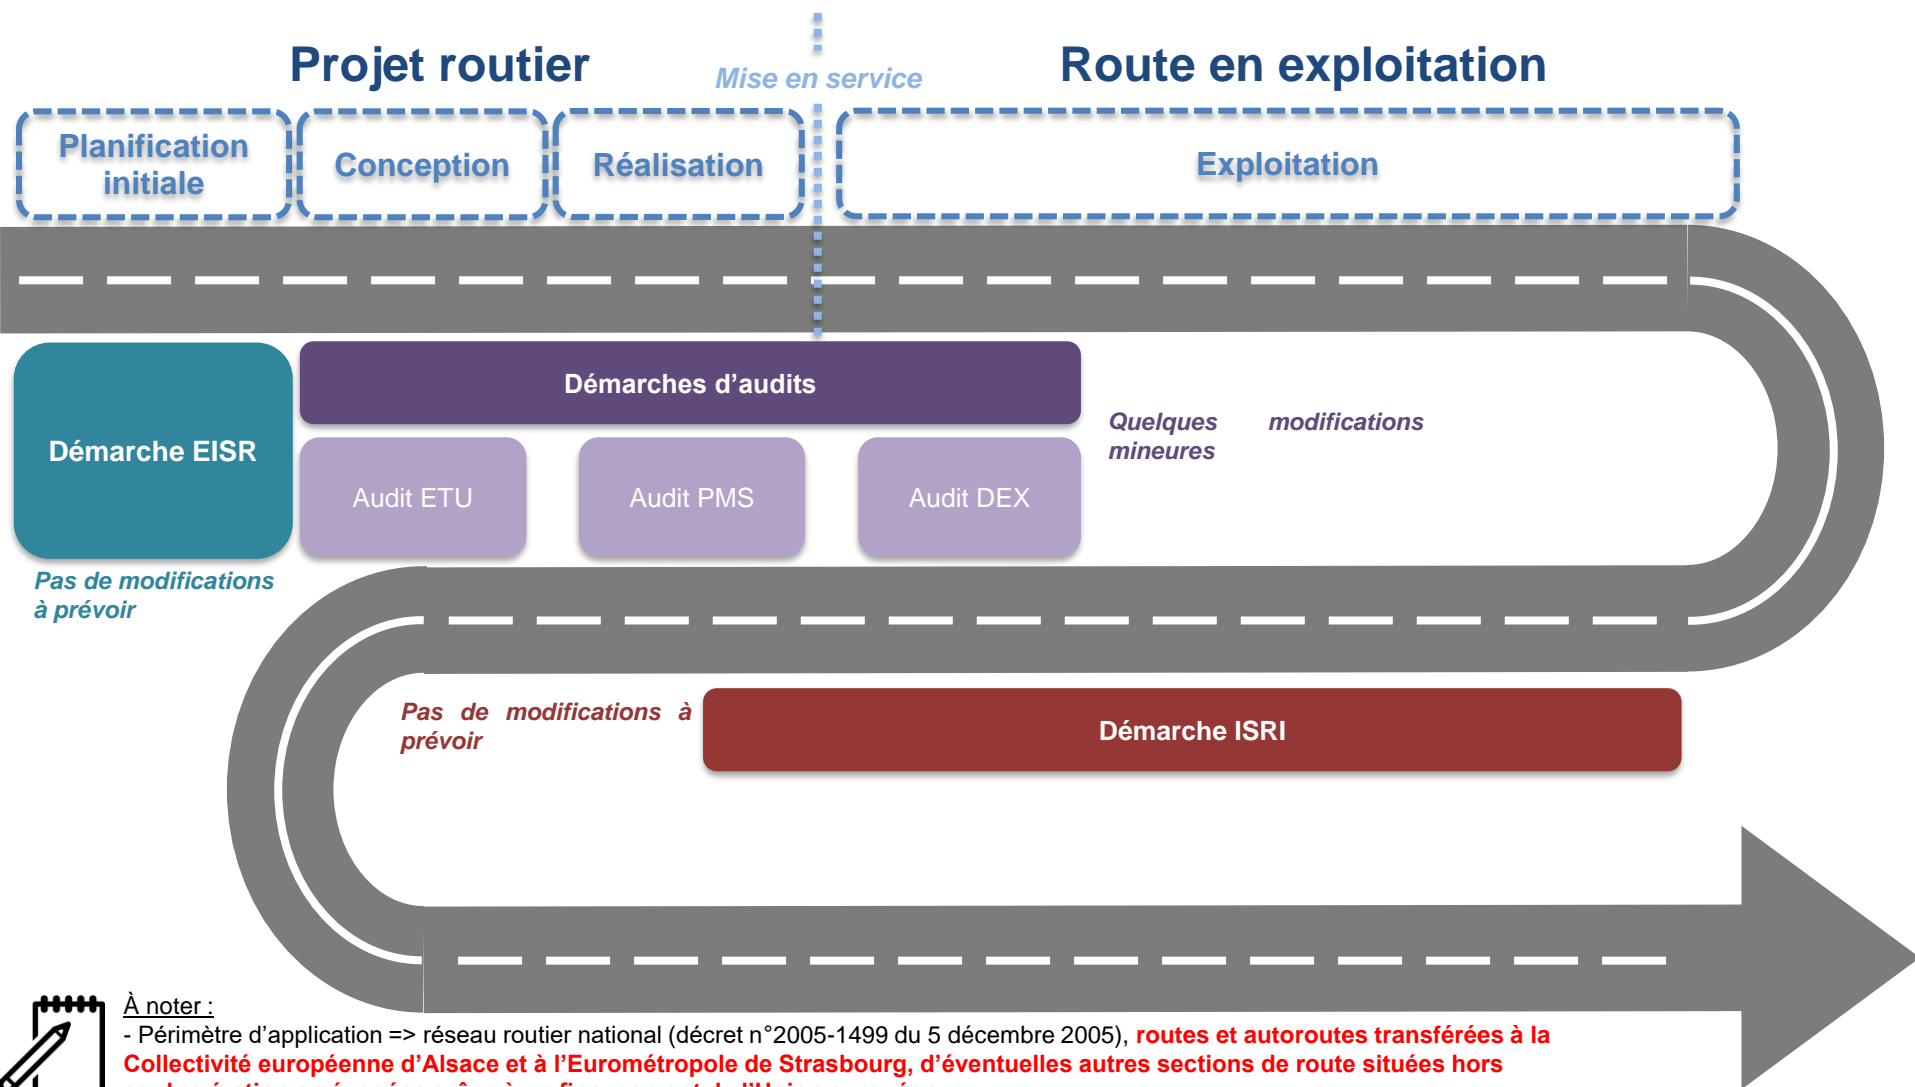 Projet routier
Mise en service
Route en exploitation
Planification
initiale
Conception
Réalisation
Exploitation
Démarche EISR
Démarches d’audits
Audit ETU
Audit PMS
Audit DEX
Quelques modifications
mineures
Pas de modifications
à prévoir
Pas de modifications à
prévoir
Démarche ISRI
À noter :
- Périmètre d’application => réseau routier national (décret n°2005-1499 du 5 décembre 2005), routes et autoroutes transférées à la
Collectivité européenne d’Alsace et à l’Eurométropole de Strasbourg, d’éventuelles autres sections de route situées hors